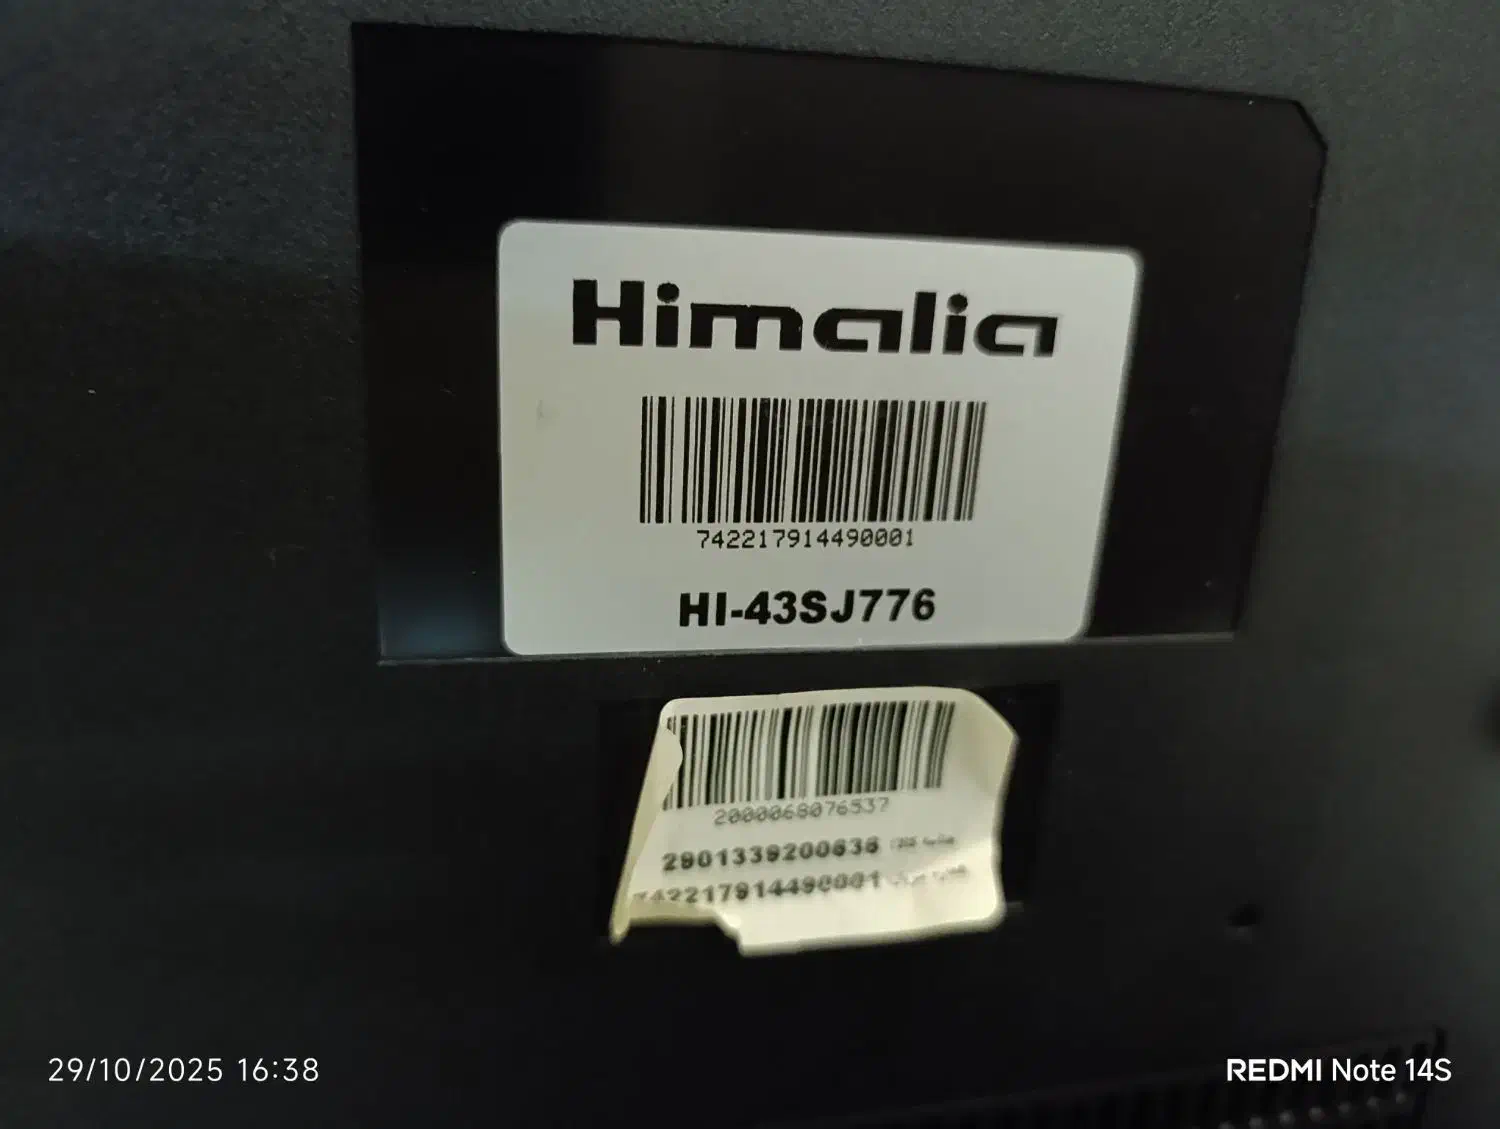 Himalia
742217914490001
HI-43SJ776
2000068076537
2901339200636
742217914490001
29/10/2025 16:38
REDMI Note 14S